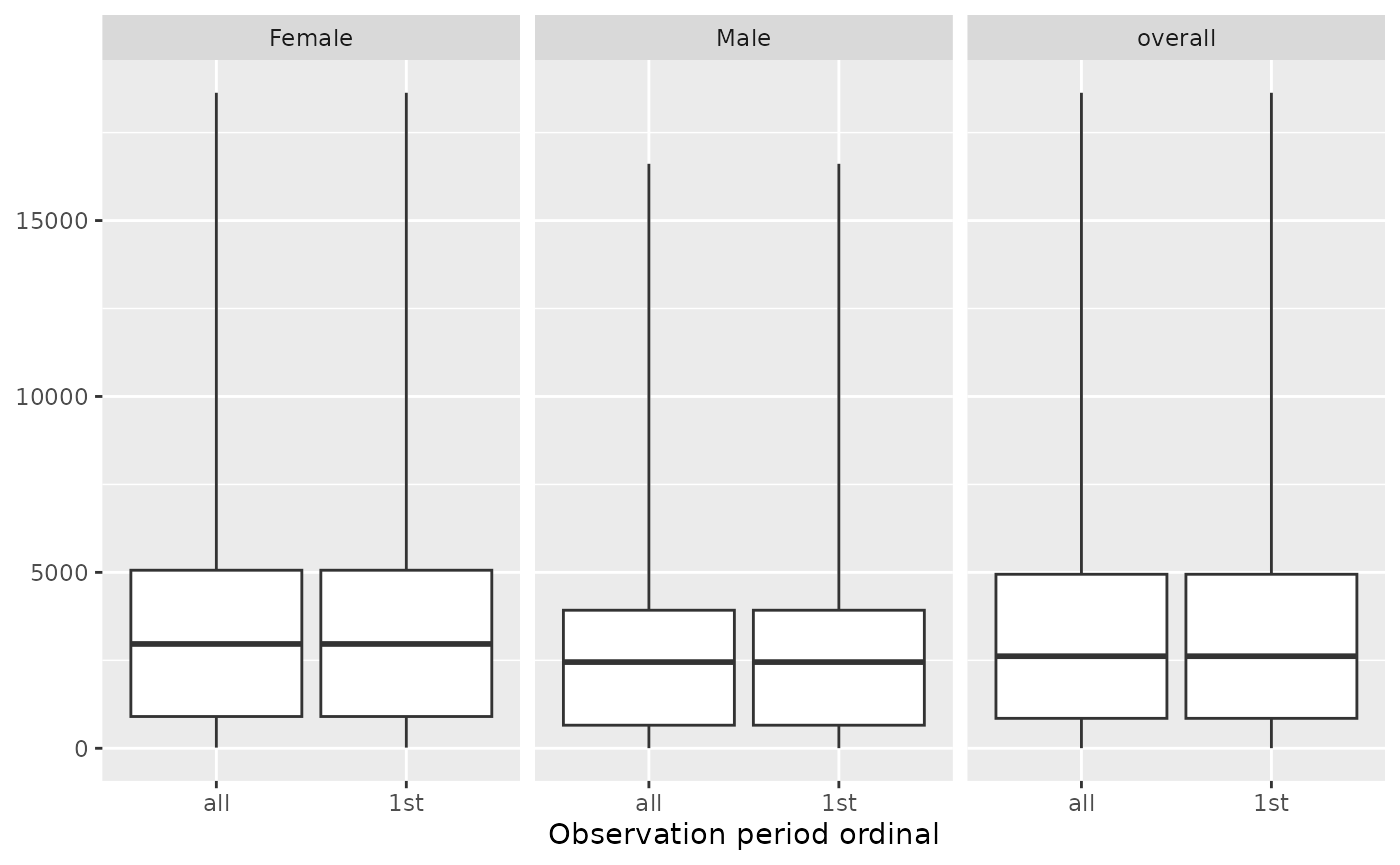 Female Male overall
15000
10000
5000
0
all 1st all 1st all 1st
Observation period ordinal